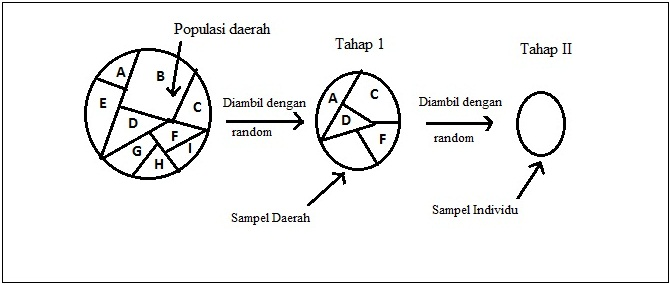 Populasi daerah
Tahap 1
Tahap II
A
B
E
C
D
F
G
H
I
Diambil dengan
random
A
C
D
F
Diambil dengan
random
Sampel Daerah
Sampel Individu